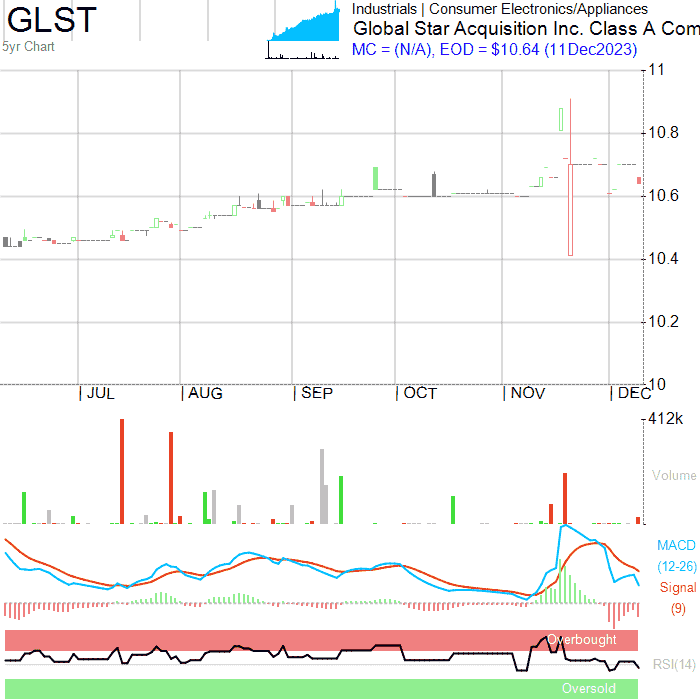 GLST
5yr Chart
Industrials | Consumer Electronics/Appliances
Global Star Acquisition Inc. Class A Com
MC = (N/A), EOD = $10.64 (11Dec2023)
11
10.8
10.6
10.4
10.2
10
JUL AUG SEP OCT NOV DEC
412k
Volume
MACD
(12-26)
Signal
(9)
Overbought
RSI(14)
Oversold